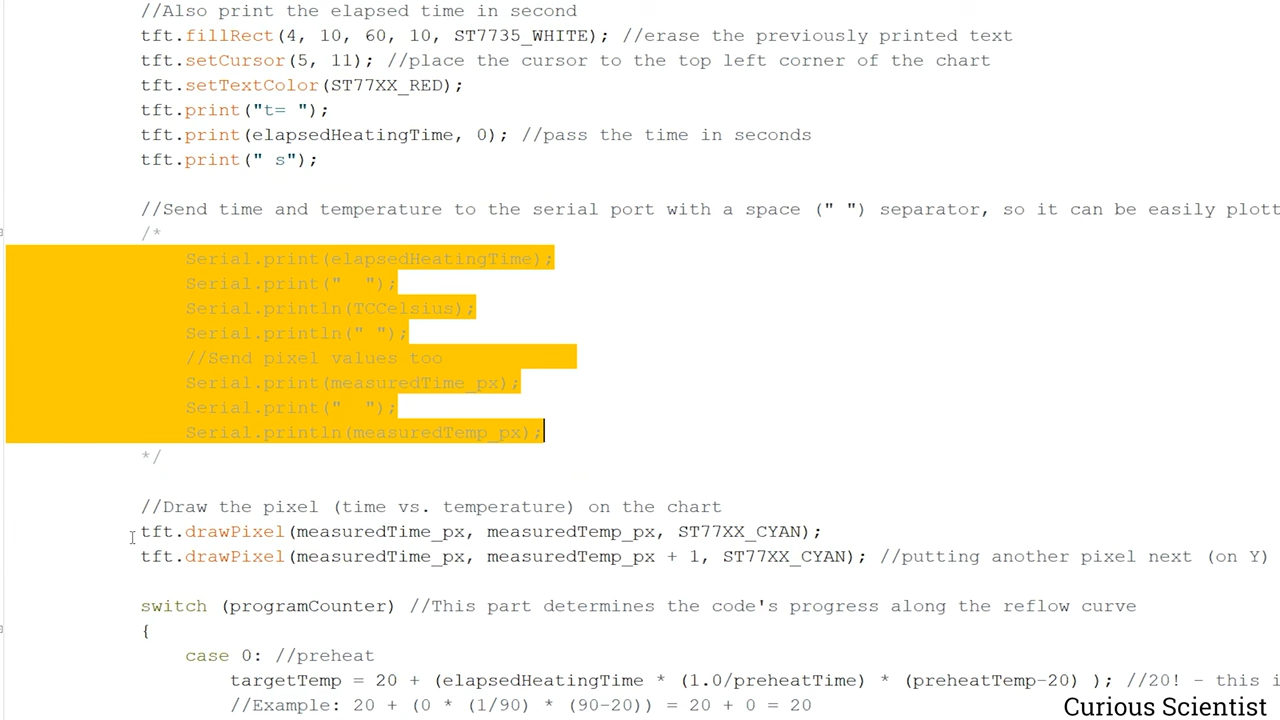 //Also print the elapsed time in second
tft.fillRect(4, 10, 60, 10, ST7735_WHITE); //erase the previously printed text
tft.setCursor(5, 11); //place the cursor to the top left corner of the chart
tft.setTextColor(ST77XX_RED);
tft.print("t= ");
tft.print(elapsedHeatingTime, 0); //pass the time in seconds
tft.print(" s");
//Send time and temperature to the serial port with a space (" ") separator, so it can be easily plott
/*
Serial.print(elapsedHeatingTime);
Serial.print("  ");
Serial.println(TCCelsius);
Serial.println(" ");
//Send pixel values too
Serial.print(measuredTime_px);
Serial.print("  ");
Serial.println(measuredTemp_px);
*/
//Draw the pixel (time vs. temperature) on the chart
tft.drawPixel(measuredTime_px, measuredTemp_px, ST77XX_CYAN);
tft.drawPixel(measuredTime_px, measuredTemp_px + 1, ST77XX_CYAN); //putting another pixel next (on Y)
switch (programCounter) //This part determines the code's progress along the reflow curve
{
case 0: //preheat
targetTemp = 20 + (elapsedHeatingTime * (1.0/preheatTime) * (preheatTemp-20) ); //20! - this i
//Example: 20 + (0 * (1/90) * (90-20)) = 20 + 0 = 20
Curious Scientist